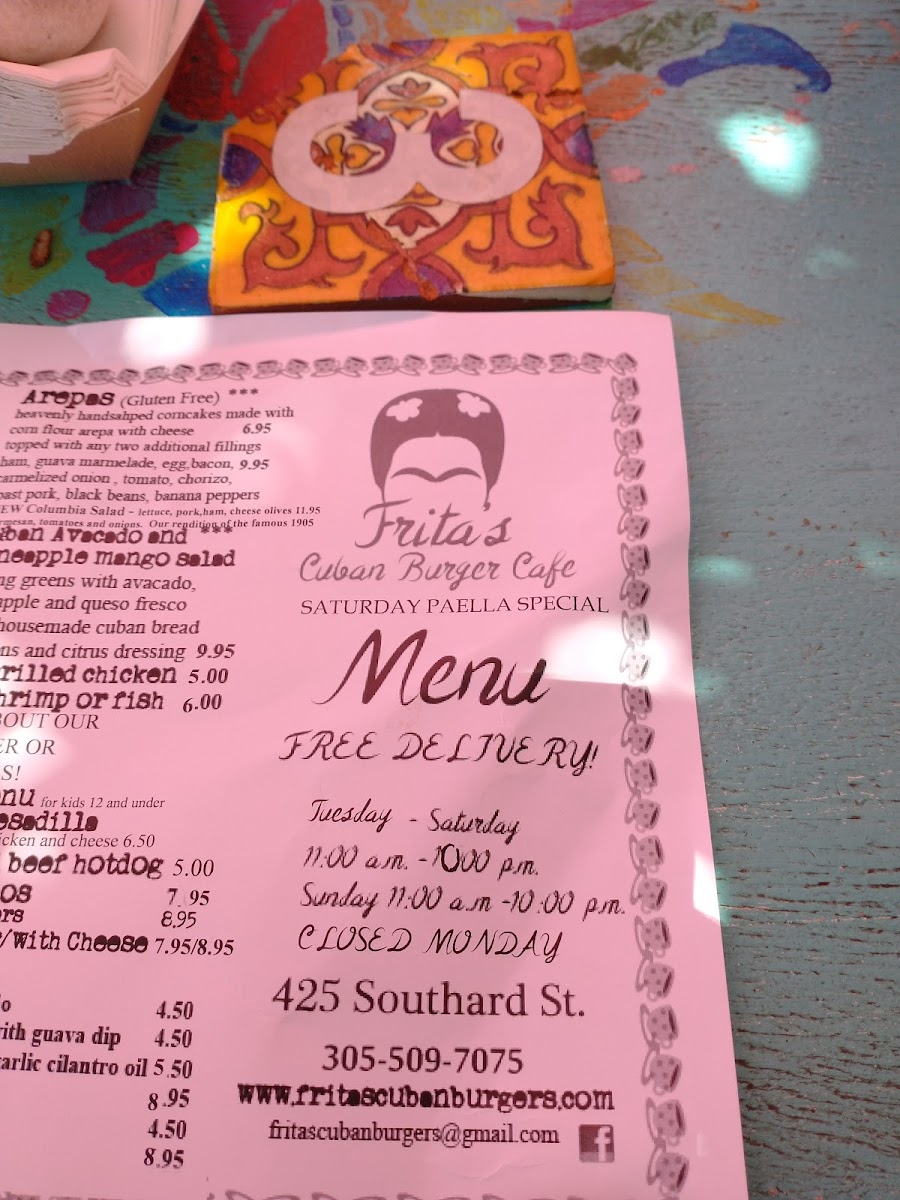 Arepas (Gluten Free) ***
heavenly handsahped corncakes made with
corn flour arepa with cheese 6.95
topped with any two additional fillings
ham, guava marmelade, egg,bacon, 9.95
carmelized onion , tomato, chorizo,
oast pork, black beans, banana peppers
EW Columbia Salad - lettuce, pork,ham, cheese olives 11.95
rmesan, tomatoes and onions. Our rendition of the famous 1905
uban Avocado and ***
neapple mango salad
ng greens with avacado,
apple and queso fresco
housemade cuban bread
ns and citrus dressing 9.95
rilled chicken 5.00
hrimp or fish 6.00
BOUT OUR
ER OR
S!
enu for kids 12 and under
esadilla
icken and cheese 6.50
beef hotdog 5.00
os 7.95
ers 8.95
/With Cheese 7.95/8.95
o 4.50
with guava dip 4.50
garlic cilantro oil 5.50
8.95
4.50
8.95
Frita's
Cuban Burger Cafe
SATURDAY PAELLA SPECIAL
Menu
FREE DELIVERY!
Tuesday - Saturday
11:00 a.m. - 10:00 p.m.
Sunday 11:00 a.m -10:00 p.m.
CLOSED MONDAY
425 Southard St.
305-509-7075
www.fritascubanburgers.com
fritascubanburgers@gmail.com f